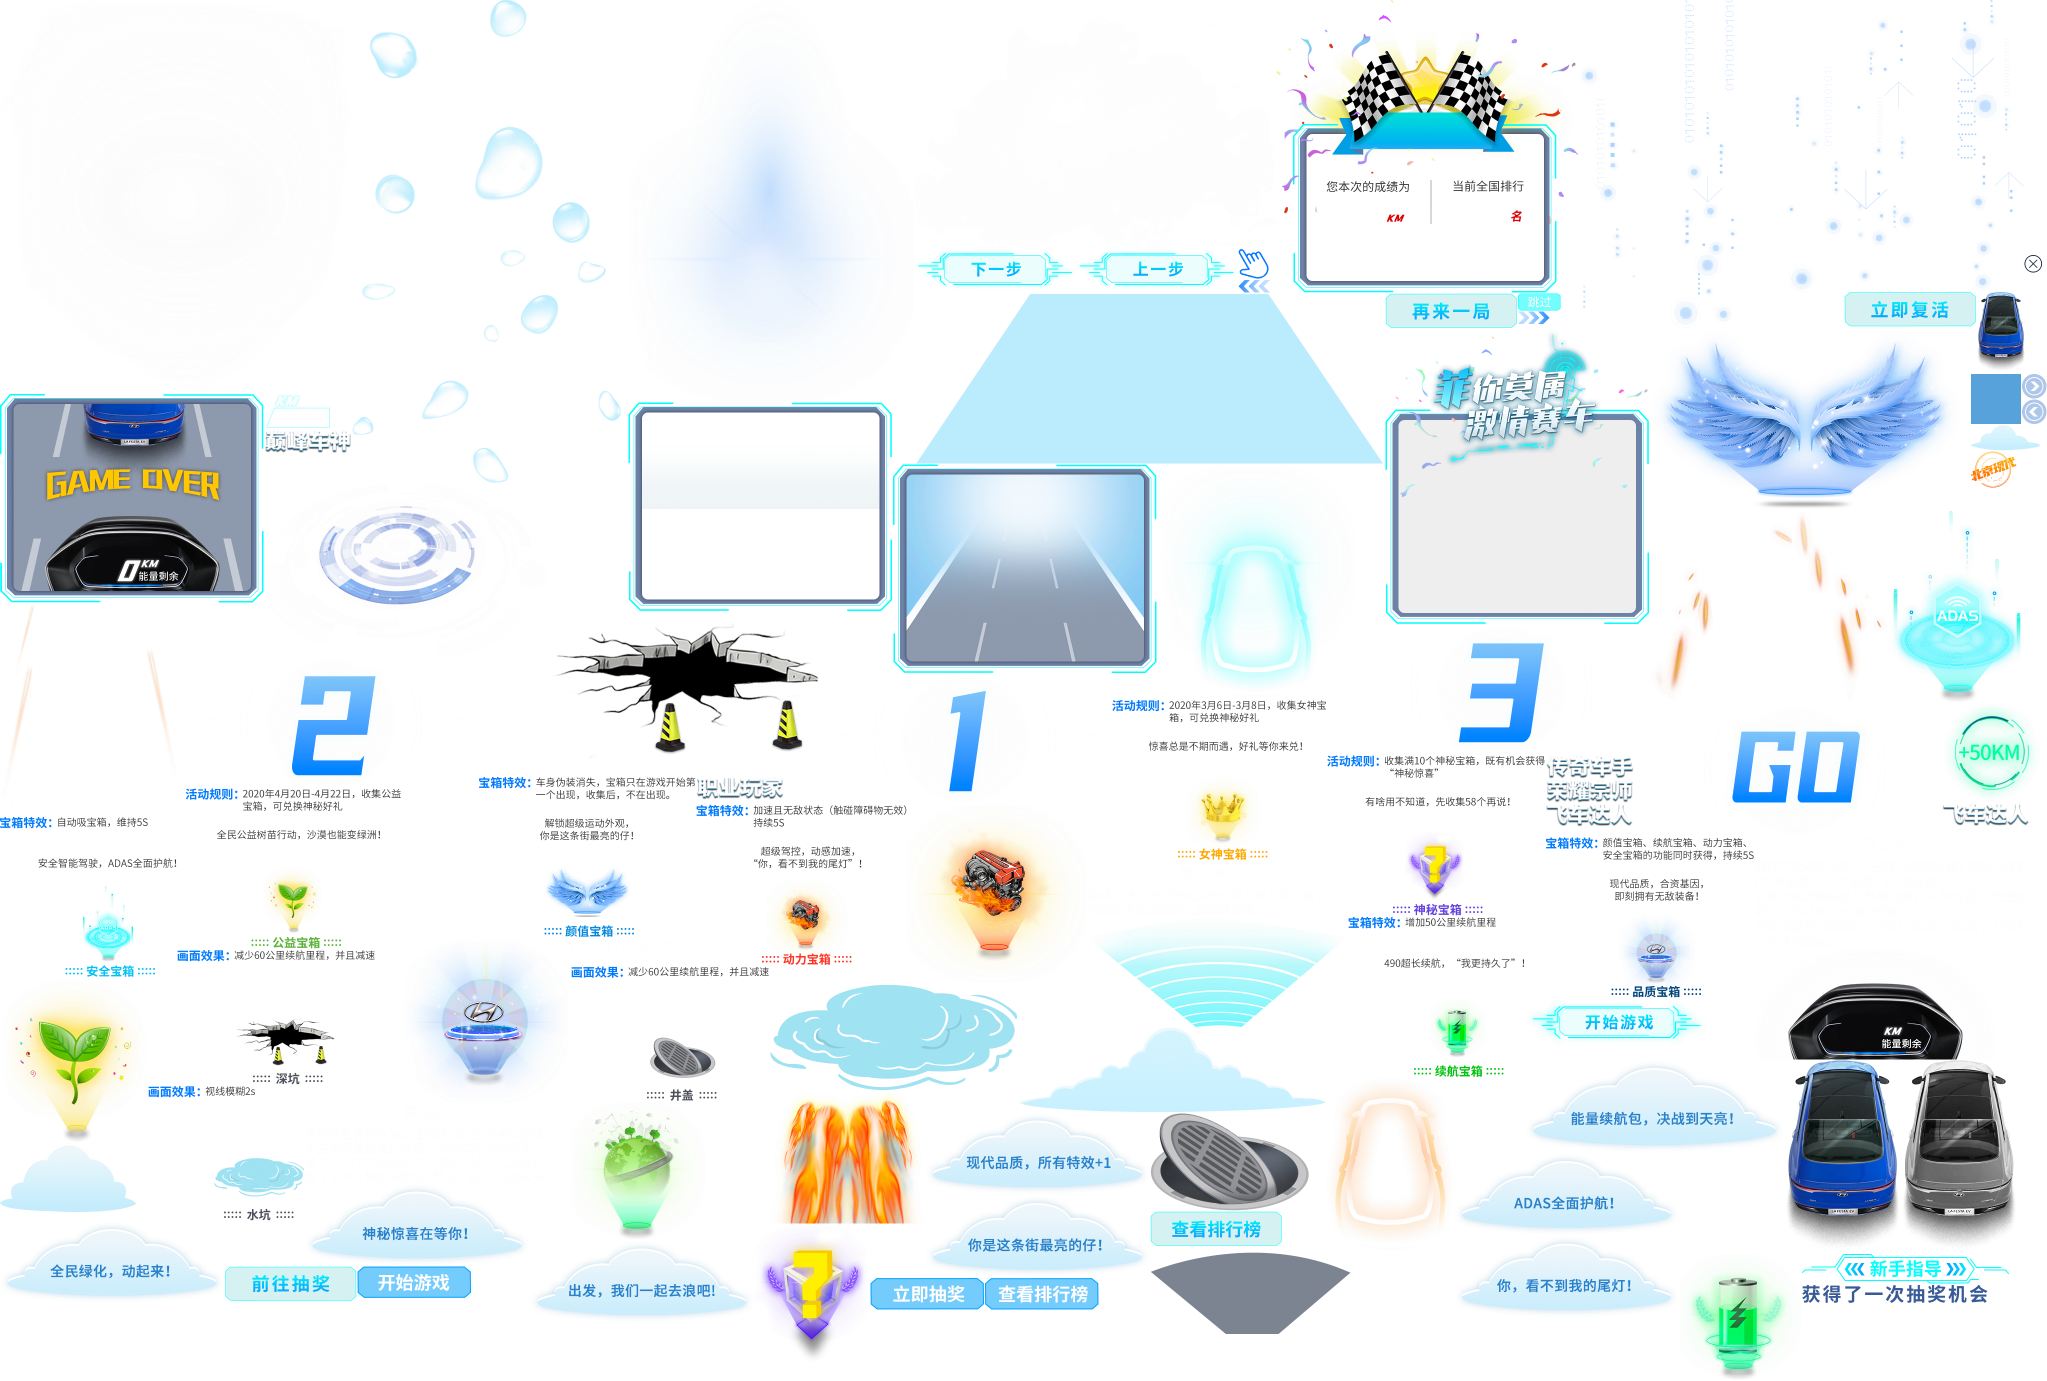 您本次的成绩为
当前全国排行
KM
名
下一步
上一步
再来一局
跳过
立即复活
菲你莫属
激情赛车
KM
巅峰车神
GAME OVER
0KM
能量剩余
北京现代
ADAS
+50KM
飞车达人
2
1
3
GO
活动规则：2020年3月6日-3月8日，收集女神宝
箱，可兑换神秘好礼
惊喜总是不期而遇，好礼等你来兑！
女神宝箱
活动规则：收集满10个神秘宝箱，既有机会获得
“神秘惊喜”
有啥用不知道，先收集58个再说！
神秘宝箱
传奇车手
荣耀宗师
飞车达人
活动规则：2020年4月20日-4月22日，收集公益
宝箱，可兑换神秘好礼
全民公益树苗行动，沙漠也能变绿洲！
公益宝箱
宝箱特效：自动吸宝箱，维持5S
安全智能驾驶，ADAS全面护航！
安全宝箱
宝箱特效：车身伪装消失，宝箱只在游戏开始第
一个出现，收集后，不在出现。
解锁超级运动外观，
你是这条街最亮的仔！
颜值宝箱
职业玩家
宝箱特效：加速且无敌状态（触碰障碍物无效）
持续5S
超级驾控，动感加速，
“你，看不到我的尾灯”！
动力宝箱
宝箱特效：颜值宝箱、续航宝箱、动力宝箱、
安全宝箱的功能同时获得，持续5S
现代品质，合资基因，
即刻拥有无敌装备！
品质宝箱
宝箱特效：增加50公里续航里程
490超长续航，“我更持久了”！
续航宝箱
画面效果：减少60公里续航里程，并且减速
深坑
画面效果：减少60公里续航里程，并且减速
井盖
画面效果：视线模糊2s
水坑
开始游戏
KM
能量剩余
能量续航包，决战到天亮！
现代品质，所有特效+1
ADAS全面护航！
神秘惊喜在等你！
你是这条街最亮的仔！
全民绿化，动起来！
出发，我们一起去浪吧！
你，看不到我的尾灯！
查看排行榜
前往抽奖
开始游戏
立即抽奖
查看排行榜
新手指导
获得了一次抽奖机会